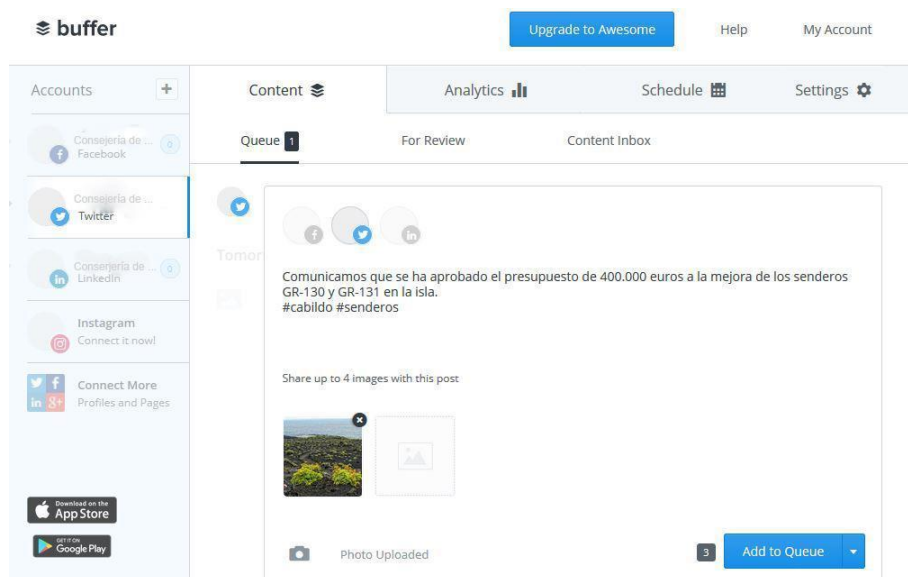 buffer
Upgrade to Awesome
Help
My Account
Accounts
+
Content
Analytics
Schedule
Settings
Consejería de ...
0
Facebook
Consejería de ...
Twitter
Conserjería de ...
0
LinkedIn
Instagram
Connect it now!
Connect More
Profiles and Pages
Download on the
App Store
GET IT ON
Google Play
Queue 1
For Review
Content Inbox
Tomor
Comunicamos que se ha aprobado el presupuesto de 400.000 euros a la mejora de los senderos
GR-130 y GR-131 en la isla.
#cabildo #senderos
Share up to 4 images with this post
Photo Uploaded
3
Add to Queue